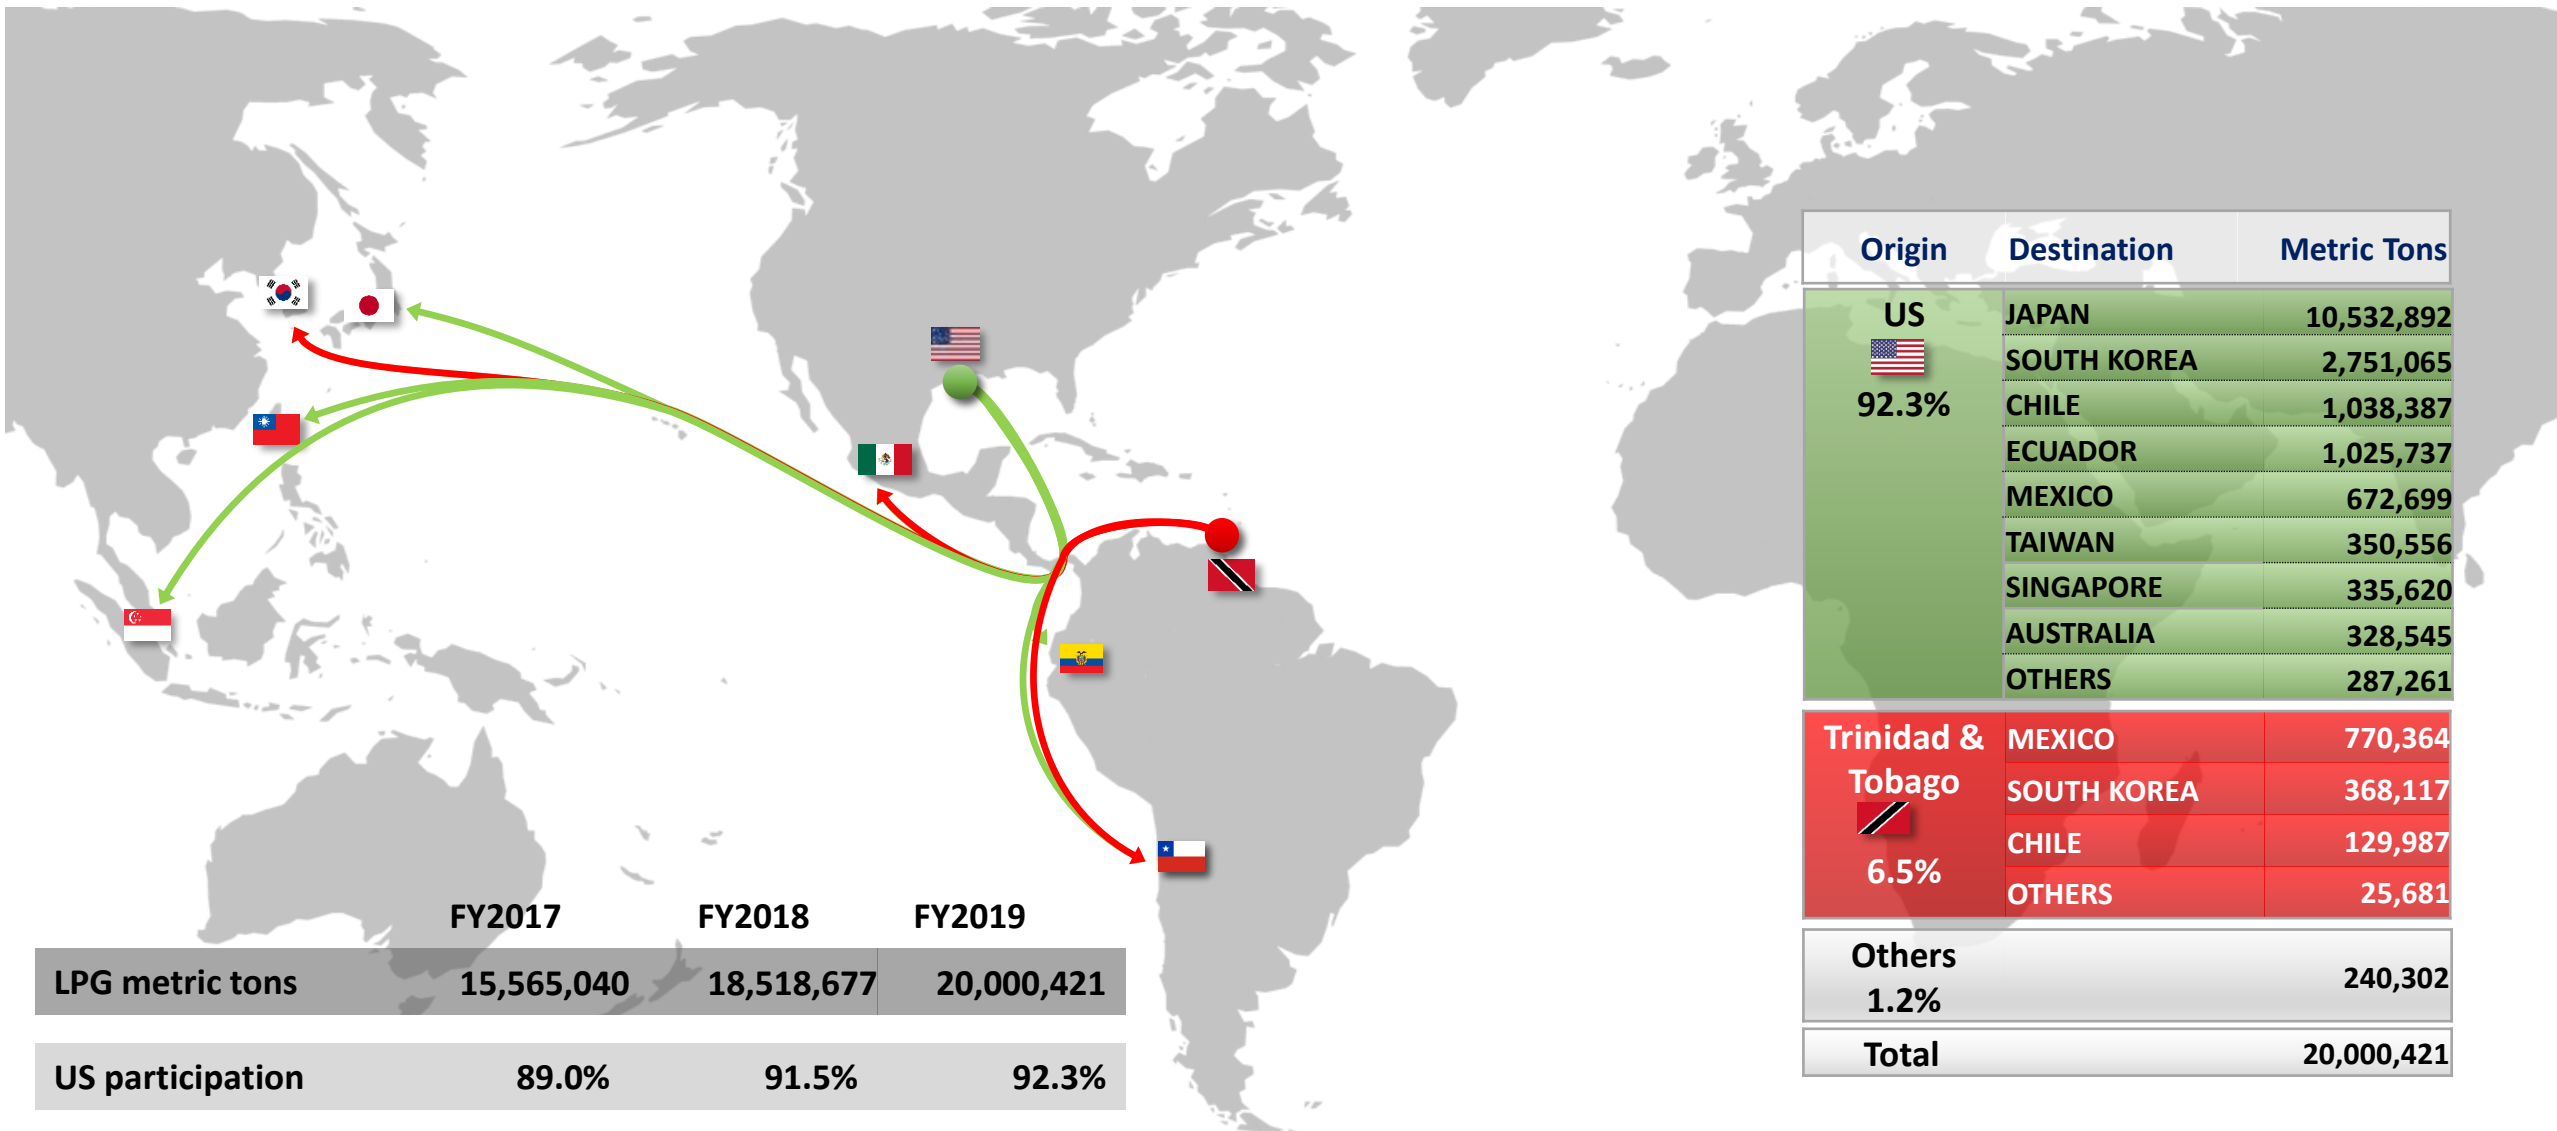 Origin Destination Metric Tons
US
92.3%
JAPAN 10,532,892
SOUTH KOREA 2,751,065
CHILE 1,038,387
ECUADOR 1,025,737
MEXICO 672,699
TAIWAN 350,556
SINGAPORE 335,620
AUSTRALIA 328,545
OTHERS 287,261
Trinidad &
Tobago
6.5%
MEXICO 770,364
SOUTH KOREA 368,117
CHILE 129,987
OTHERS 25,681
Others
1.2%
240,302
Total 20,000,421
FY2017 FY2018 FY2019
LPG metric tons 15,565,040 18,518,677 20,000,421
US participation 89.0% 91.5% 92.3%